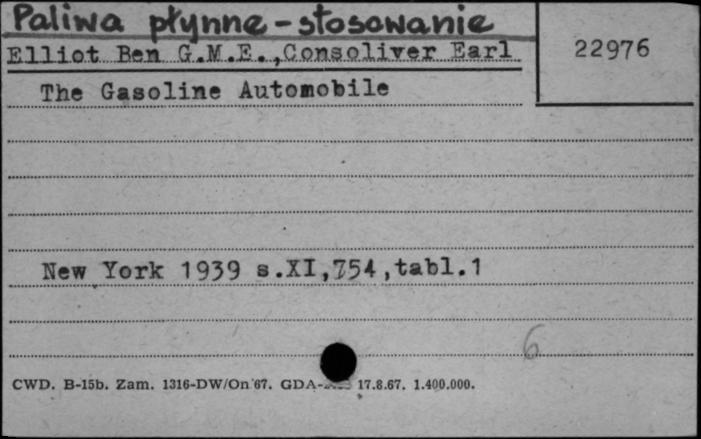 Paliwa płynne - stosowanie
Elliot Ben G.M.E., Consoliver Earl
22976
The Gasoline Automobile
New York 1939 s.XI,754,tabl.1
6
CWD. B-15b. Zam. 1316-DW/On 67. GDA- 17.8.67. 1.400.000.